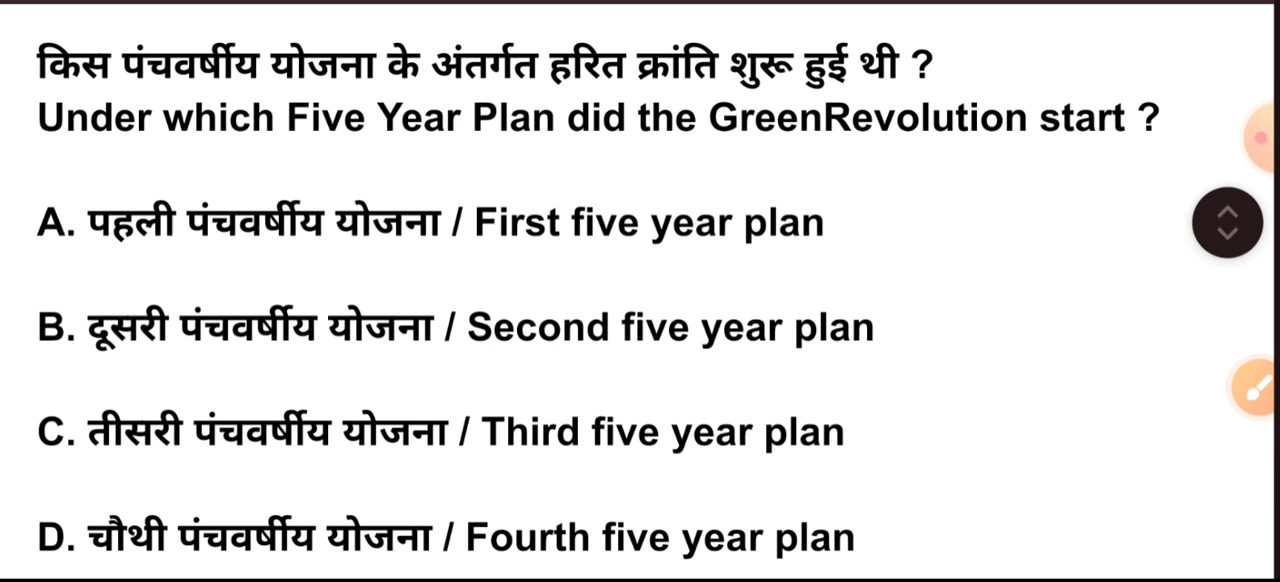 किस पंचवर्षीय योजना के अंतर्गत हरित क्रांति शुरू हुई थी ?
Under which Five Year Plan did the GreenRevolution start ?
A. पहली पंचवर्षीय योजना / First five year plan
B. दूसरी पंचवर्षीय योजना / Second five year plan
C. तीसरी पंचवर्षीय योजना / Third five year plan
D. चौथी पंचवर्षीय योजना / Fourth five year plan